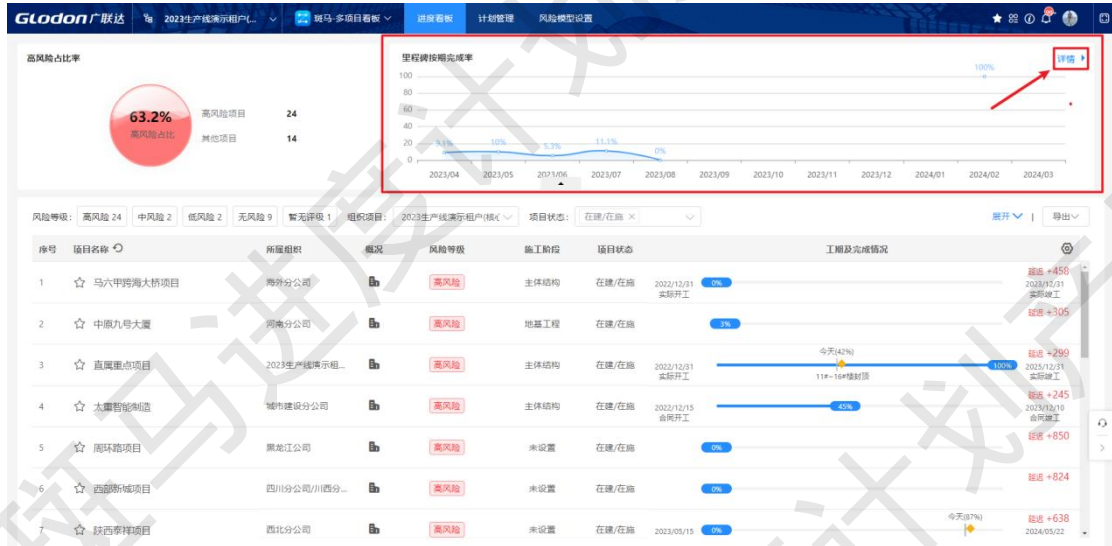 GLODON广联达 2023生产线演示租户(... 斑马-多项目看板 进度看板 计划管理 风险模型设置
高风险占比率
63.2%
高风险占比
高风险项目 24
其他项目 14
里程碑按期完成率 详情
100
80
60
40
20
0
9.1% 10% 5.3% 11.1% 0% 100%
2023/04 2023/05 2023/06 2023/07 2023/08 2023/09 2023/10 2023/11 2023/12 2024/01 2024/02 2024/03
风险等级: 高风险 24 中风险 2 低风险 2 无风险 9 暂无评级 1 组织项目: 2023生产线演示租户(核心 项目状态: 在建/在施 × 展开 | 导出
序号 项目名称 所属组织 概况 风险等级 施工阶段 项目状态 工期及完成情况
1 马六甲跨海大桥项目 海外分公司 高风险 主体结构 在建/在施 2022/12/31 实际开工 0% 延迟 +458 2023/12/31 实际竣工
2 中原九号大厦 河南分公司 高风险 地基工程 在建/在施 3% 延迟 +305
3 直属重点项目 2023生产线演示租... 高风险 主体结构 在建/在施 2022/12/31 实际开工 今天(42%) 11#-16#楼封顶 100% 延迟 +299 2025/12/31 实际竣工
4 太重智能制造 城市建设分公司 高风险 主体结构 在建/在施 2022/12/15 合同开工 45% 延迟 +245 2023/12/10 合同竣工
5 周环路项目 黑龙江公司 高风险 未设置 在建/在施 0% 延迟 +850
6 西部新城项目 四川分公司/川西分... 高风险 未设置 在建/在施 0% 延迟 +824
7 陕西泰祥项目 西北分公司 高风险 未设置 在建/在施 2023/05/15 0% 今天(87%) 延迟 +638 2024/05/22
斑马进度计划产